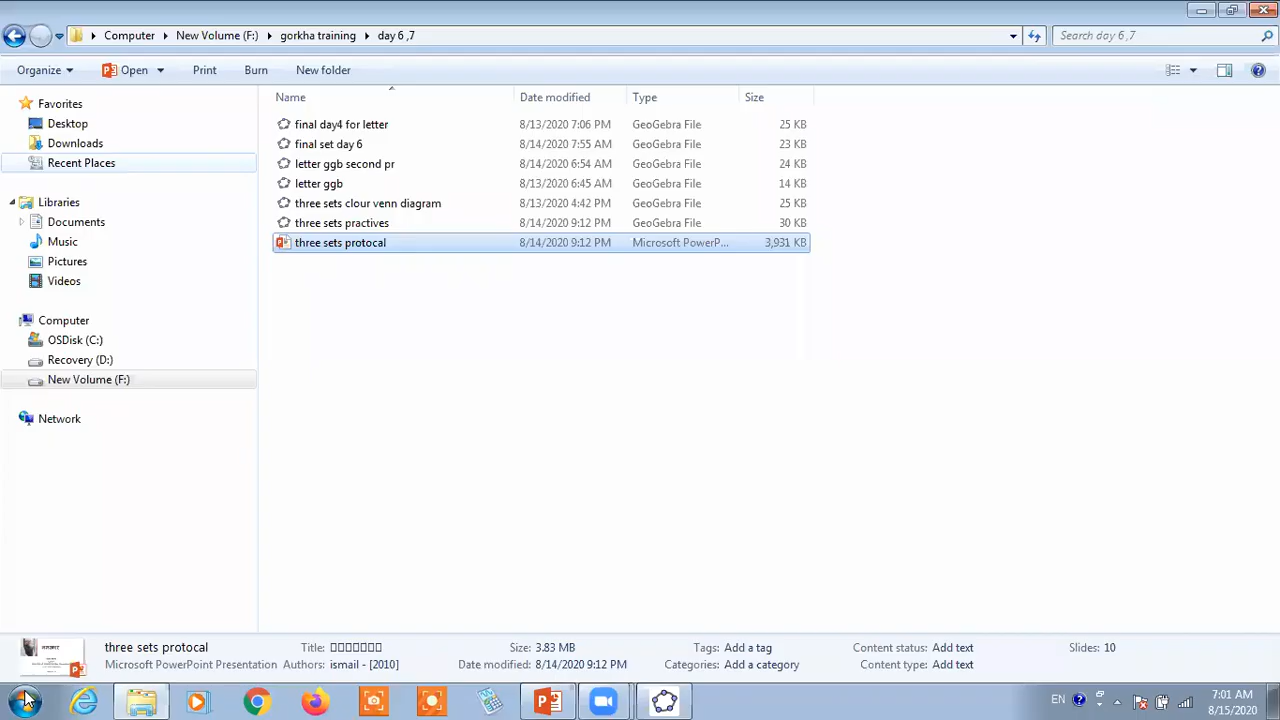 Computer New Volume (F:) gorkha training day 6 ,7 Search day 6 ,7
Organize Open Print Burn New folder
Favorites
Desktop
Downloads
Recent Places
Libraries
Documents
Music
Pictures
Videos
Computer
OSDisk (C:)
Recovery (D:)
New Volume (F:)
Network
Name Date modified Type Size
final day4 for letter 8/13/2020 7:06 PM GeoGebra File 25 KB
final set day 6 8/14/2020 7:55 AM GeoGebra File 23 KB
letter ggb second pr 8/14/2020 6:54 AM GeoGebra File 24 KB
letter ggb 8/13/2020 6:45 AM GeoGebra File 14 KB
three sets clour venn diagram 8/13/2020 4:42 PM GeoGebra File 25 KB
three sets practives 8/14/2020 9:12 PM GeoGebra File 30 KB
three sets protocal 8/14/2020 9:12 PM Microsoft PowerP... 3,931 KB
three sets protocal Title: □□□□□□□ Size: 3.83 MB Tags: Add a tag Content status: Add text Slides: 10
Microsoft PowerPoint Presentation Authors: ismail - [2010] Date modified: 8/14/2020 9:12 PM Categories: Add a category Content type: Add text
EN 7:01 AM
8/15/2020